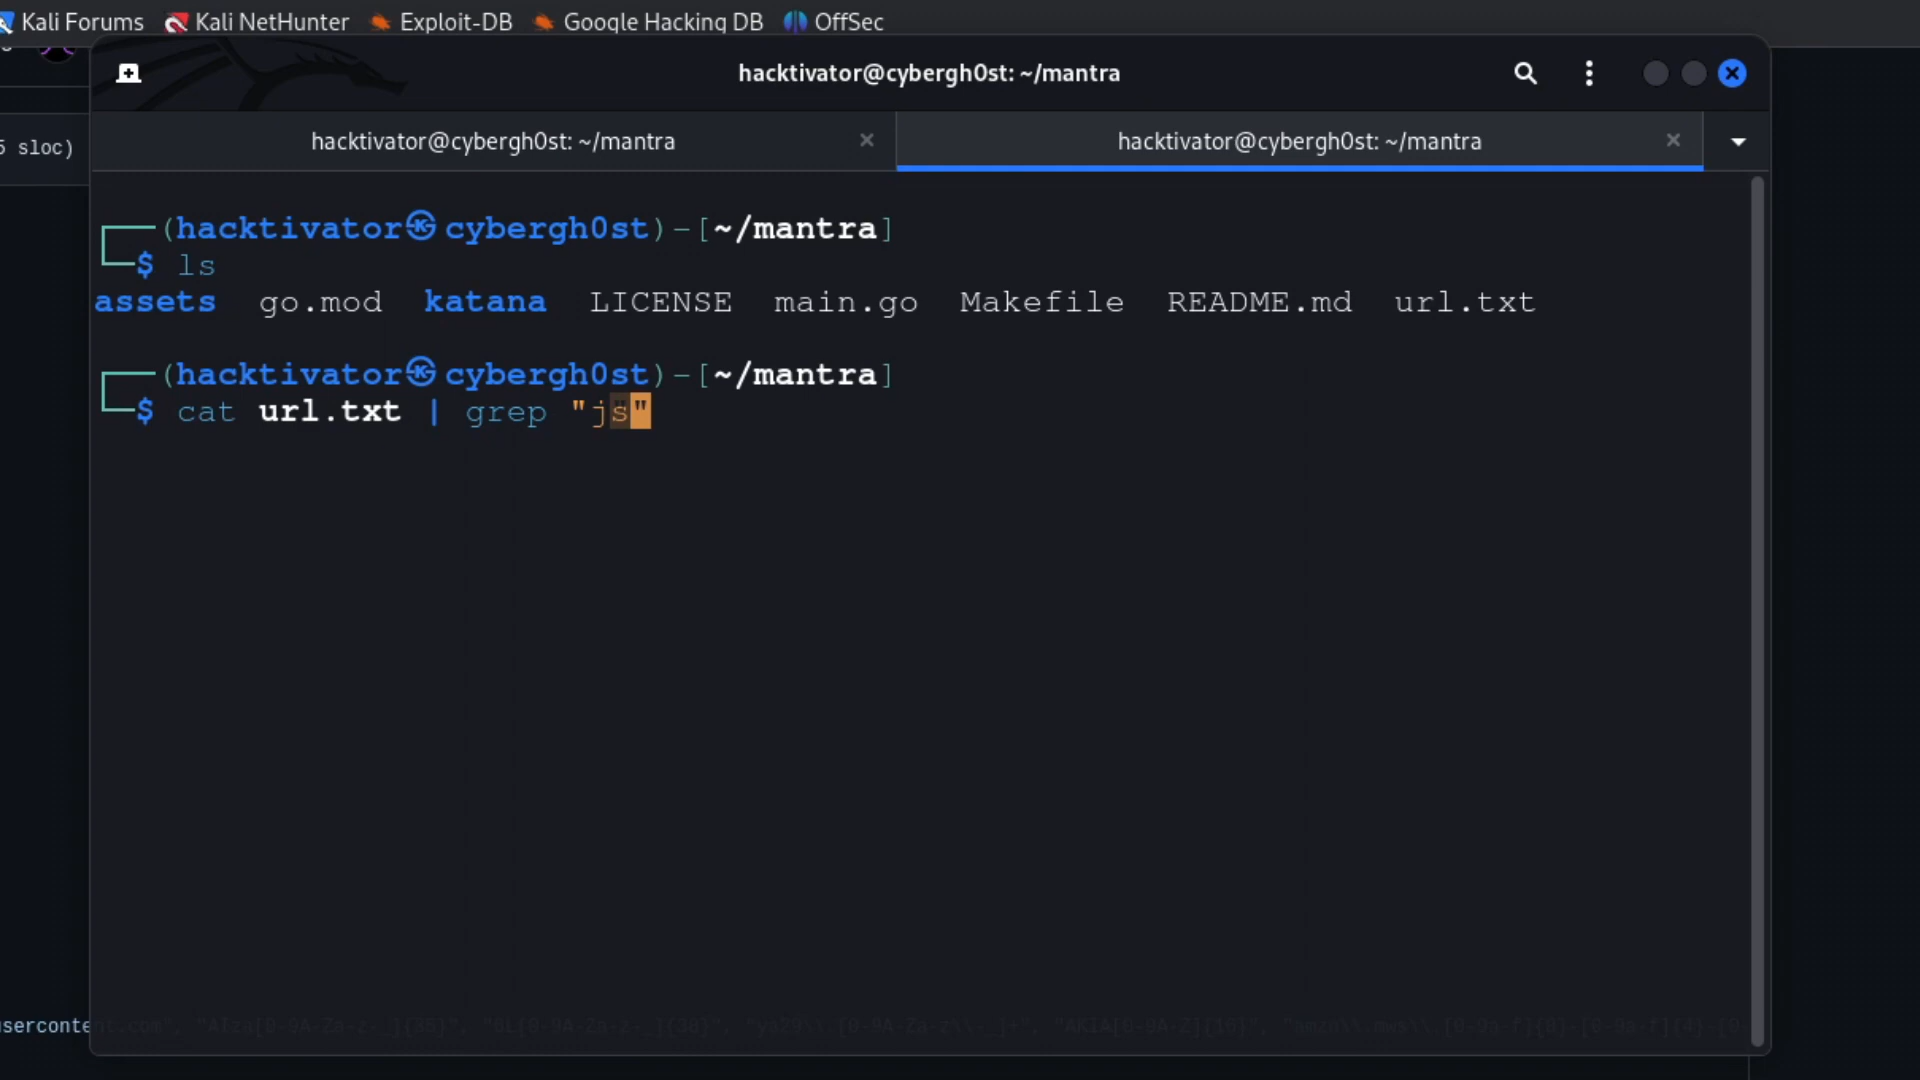 Kali Forums Kali NetHunter Exploit-DB Google Hacking DB OffSec
hacktivator@cybergh0st: ~/mantra
hacktivator@cybergh0st: ~/mantra hacktivator@cybergh0st: ~/mantra
sloc)
(hacktivator㉿cybergh0st)-[~/mantra]
$ ls
assets go.mod katana LICENSE main.go Makefile README.md url.txt
(hacktivator㉿cybergh0st)-[~/mantra]
$ cat url.txt | grep "js"